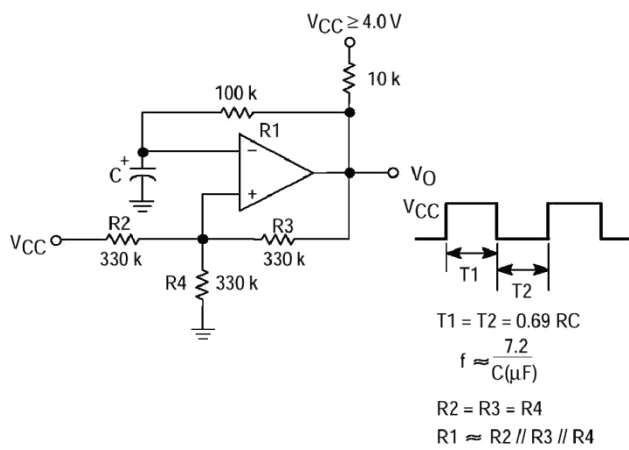 VCC ≥ 4.0 V
10 k
100 k
R1
−
+
C
+
VO
VCC
R2
330 k
R3
330 k
R4
330 k
VCC
T1
T2
T1 = T2 = 0.69 RC
f ≈ 7.2 / C(μF)
R2 = R3 = R4
R1 ≈ R2 // R3 // R4